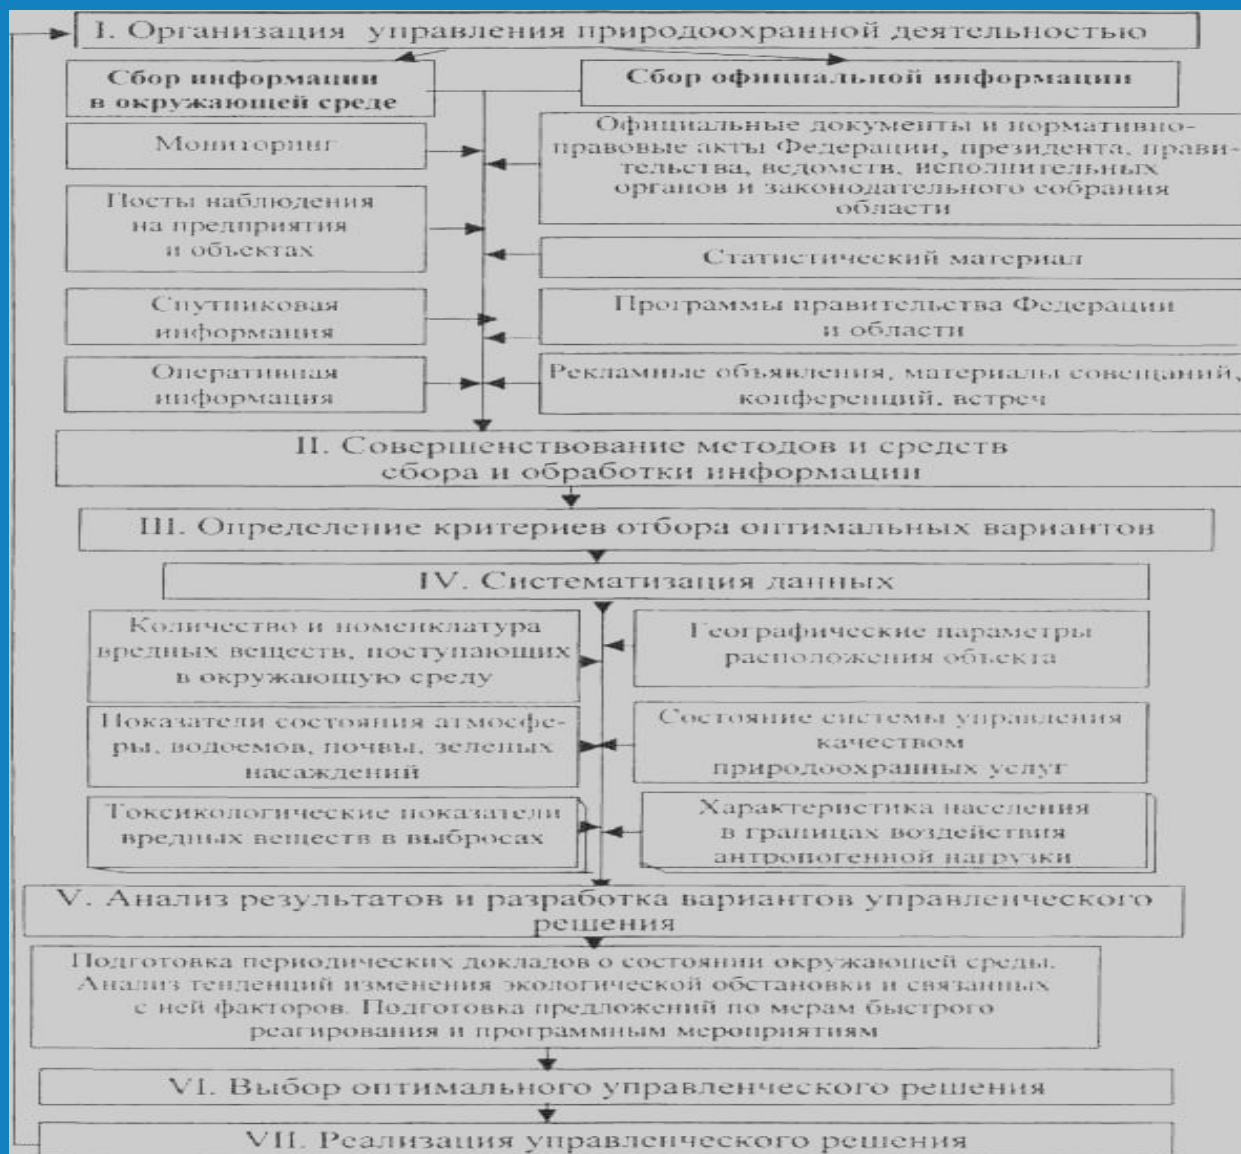 I. Организация управления природоохранной деятельностью
Сбор информации
в окружающей среде
Сбор официальной информации
Мониторинг
Официальные документы и нормативно-
правовые акты Федерации, президента, прави-
тельства, ведомств, исполнительных
органов и законодательного собрания
области
Посты наблюдения
на предприятия
и объектах
Статистический материал
Спутниковая
информация
Программы правительства Федерации
и области
Оперативная
информация
Рекламные объявления, материалы совещаний,
конференций, встреч
II. Совершенствование методов и средств
сбора и обработки информации
III. Определение критериев отбора оптимальных вариантов
IV. Систематизация данных
Количество и номенклатура
вредных веществ, поступающих
в окружающую среду
Географические параметры
расположения объекта
Показатели состояния атмосфе-
ры, водоемов, почвы, зеленых
насаждений
Состояние системы управления
качеством
природоохранных услуг
Токсикологические показатели
вредных веществ в выбросах
Характеристика населения
в границах воздействия
антропогенной нагрузки
V. Анализ результатов и разработка вариантов управленческого
решения
Подготовка периодических докладов о состоянии окружающей среды.
Анализ тенденций изменения экологической обстановки и связанных
с ней факторов. Подготовка предложений по мерам быстрого
реагирования и программным мероприятиям
VI. Выбор оптимального управленческого решения
VII. Реализация управленческого решения